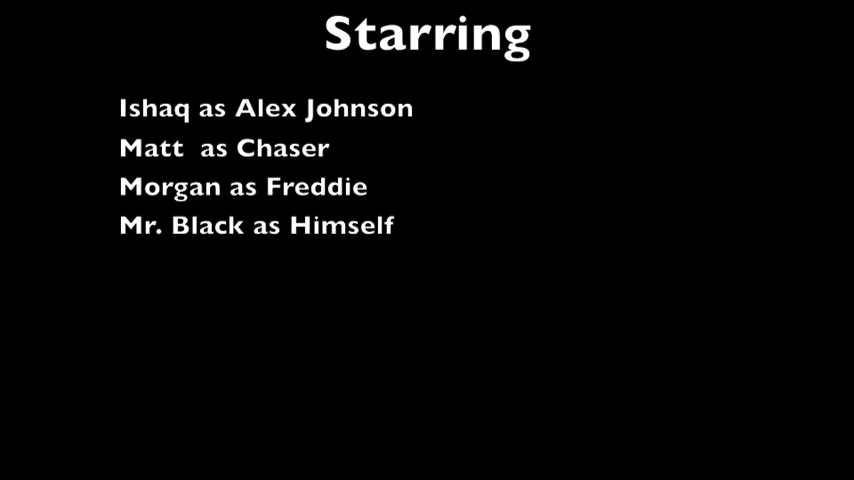 Starring
Ishaq as Alex Johnson
Matt  as Chaser
Morgan as Freddie
Mr. Black as Himself